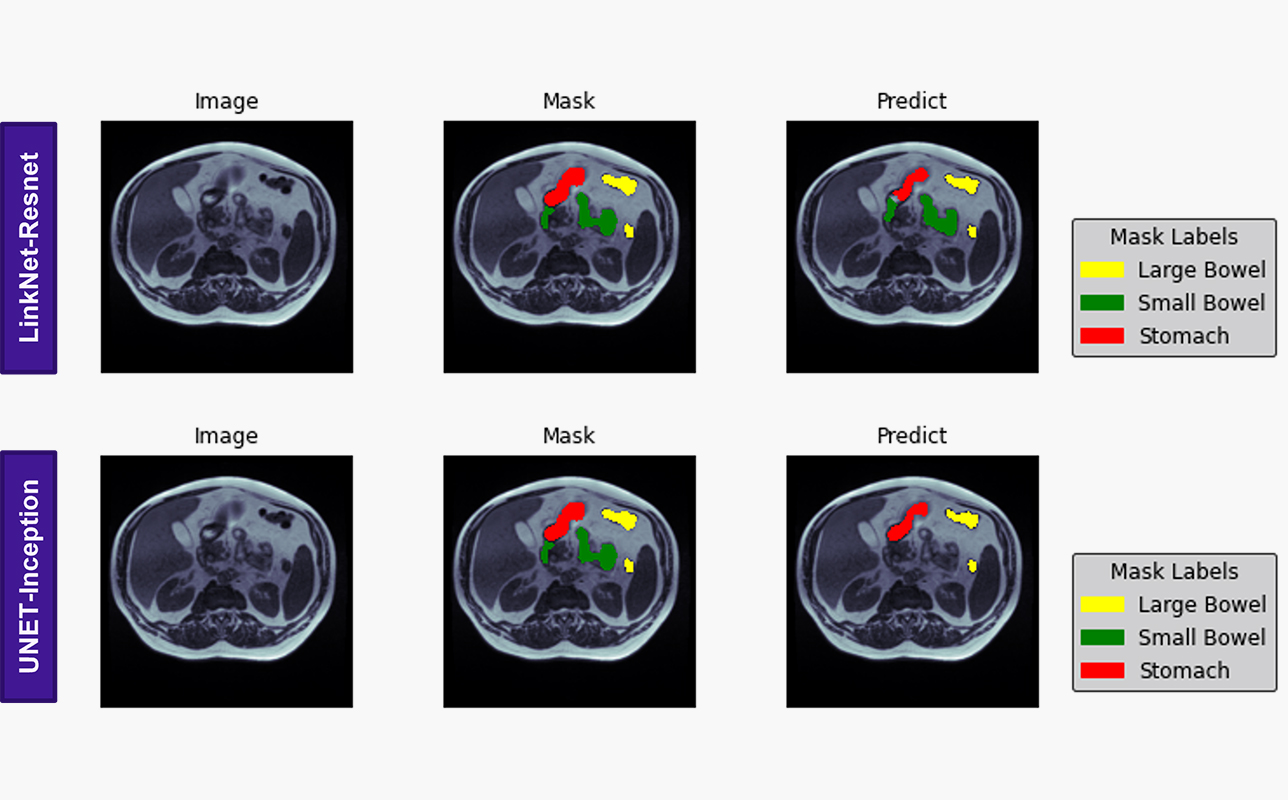 Image Mask Predict
LinkNet-Resnet
Mask Labels
Large Bowel
Small Bowel
Stomach
Image Mask Predict
UNET-Inception
Mask Labels
Large Bowel
Small Bowel
Stomach